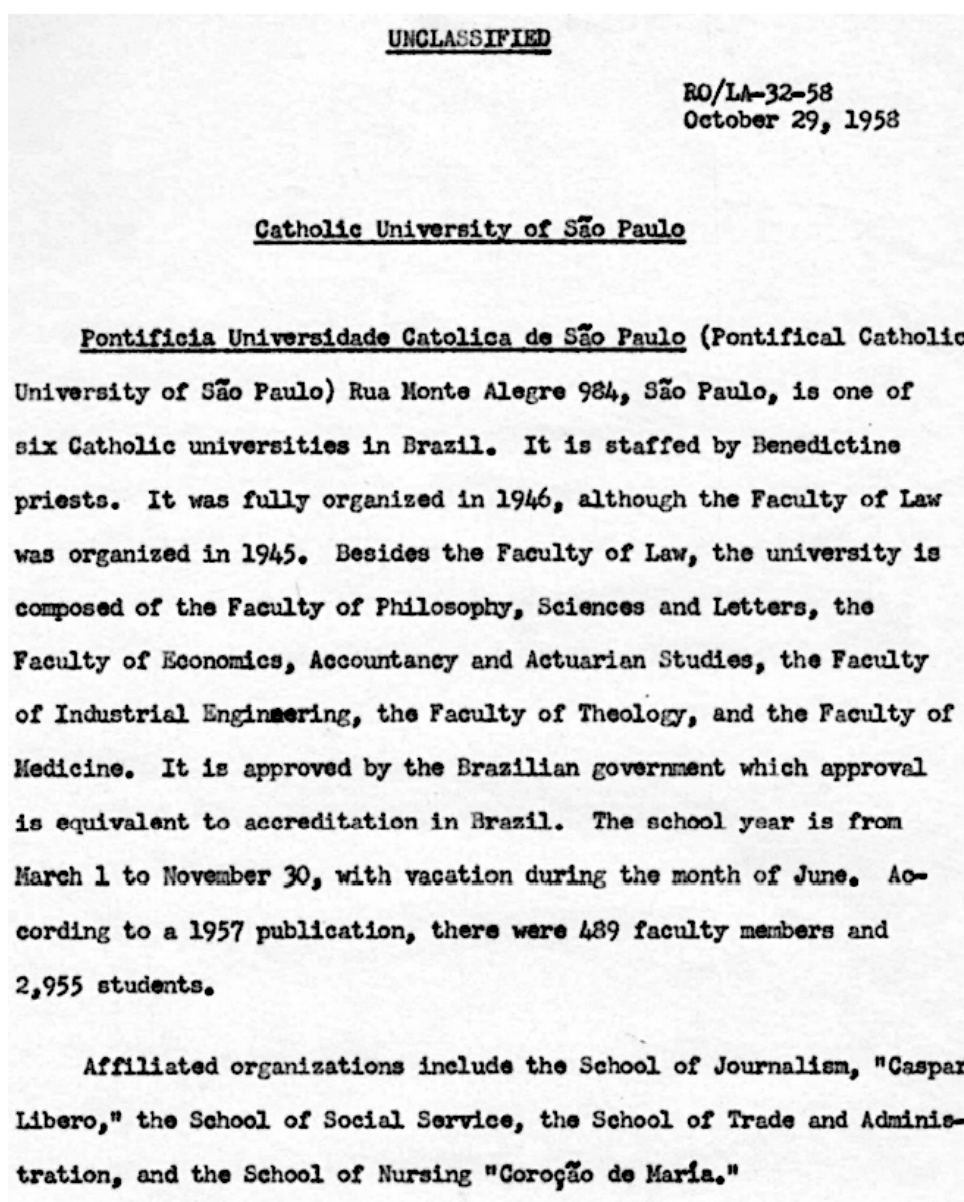 UNCLASSIFIED
RO/LA-32-58
October 29, 1958
Catholic University of São Paulo
Pontificia Universidade Catolica de São Paulo (Pontifical Catholic
University of São Paulo) Rua Monte Alegre 984, São Paulo, is one of
six Catholic universities in Brazil. It is staffed by Benedictine
priests. It was fully organized in 1946, although the Faculty of Law
was organized in 1945. Besides the Faculty of Law, the university is
composed of the Faculty of Philosophy, Sciences and Letters, the
Faculty of Economics, Accountancy and Actuarian Studies, the Faculty
of Industrial Engineering, the Faculty of Theology, and the Faculty of
Medicine. It is approved by the Brazilian government which approval
is equivalent to accreditation in Brazil. The school year is from
March 1 to November 30, with vacation during the month of June. Ac-
cording to a 1957 publication, there were 489 faculty members and
2,955 students.
Affiliated organizations include the School of Journalism, "Caspar
Libero," the School of Social Service, the School of Trade and Adminis-
tration, and the School of Nursing "Coroção de Maria."